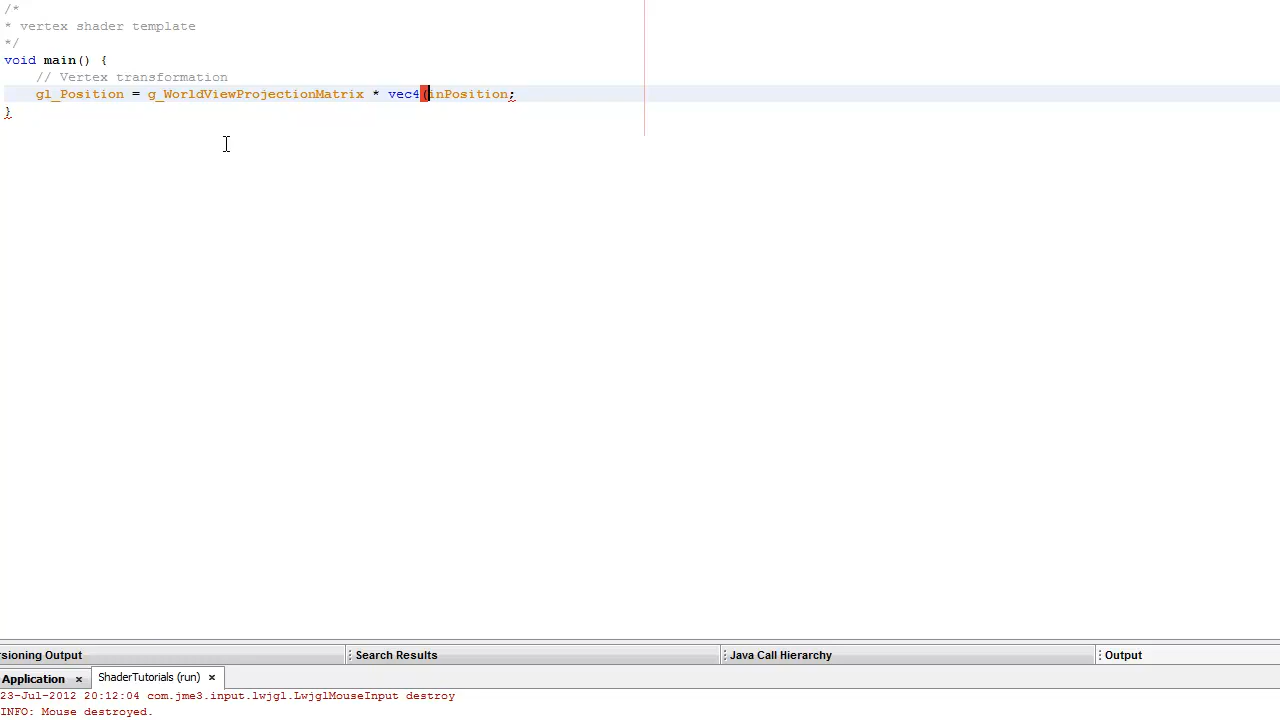 /*
* vertex shader template
*/
void main() {
// Vertex transformation
gl_Position = g_WorldViewProjectionMatrix * vec4(inPosition;
}
rsioning Output
Search Results
Java Call Hierarchy
Output
Application ×
ShaderTutorials (run) ×
23-Jul-2012 20:12:04 com.jme3.input.lwjgl.LwjglMouseInput destroy
INFO: Mouse destroyed.